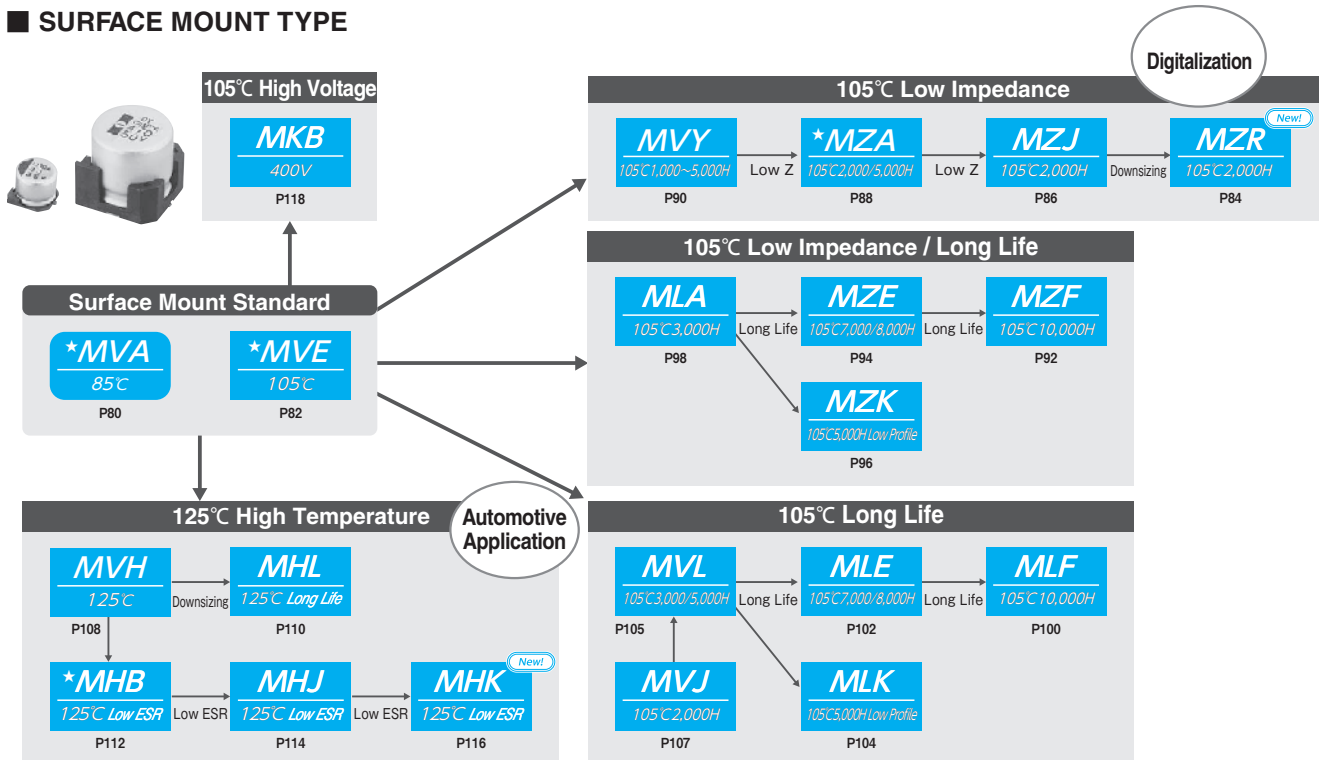 ■ SURFACE MOUNT TYPE
Digitalization
105℃ High Voltage
MKB
400V
P118
105℃ Low Impedance
MVY
105℃1,000~5,000H
P90
Low Z
★MZA
105℃2,000/5,000H
P88
Low Z
MZJ
105℃2,000H
P86
Downsizing
New!
MZR
105℃2,000H
P84
105℃ Low Impedance / Long Life
MLA
105℃3,000H
P98
Long Life
MZE
105℃7,000/8,000H
P94
Long Life
MZF
105℃10,000H
P92
MZK
105℃5,000H Low Profile
P96
Surface Mount Standard
★MVA
85℃
P80
★MVE
105℃
P82
125℃ High Temperature
Automotive
Application
MVH
125℃
P108
Downsizing
MHL
125℃ Long Life
P110
★MHB
125℃ Low ESR
P112
Low ESR
MHJ
125℃ Low ESR
P114
Low ESR
New!
MHK
125℃ Low ESR
P116
105℃ Long Life
MVL
105℃3,000/5,000H
P105
Long Life
MLE
105℃7,000/8,000H
P102
Long Life
MLF
105℃10,000H
P100
MVJ
105℃2,000H
P107
MLK
105℃5,000H Low Profile
P104